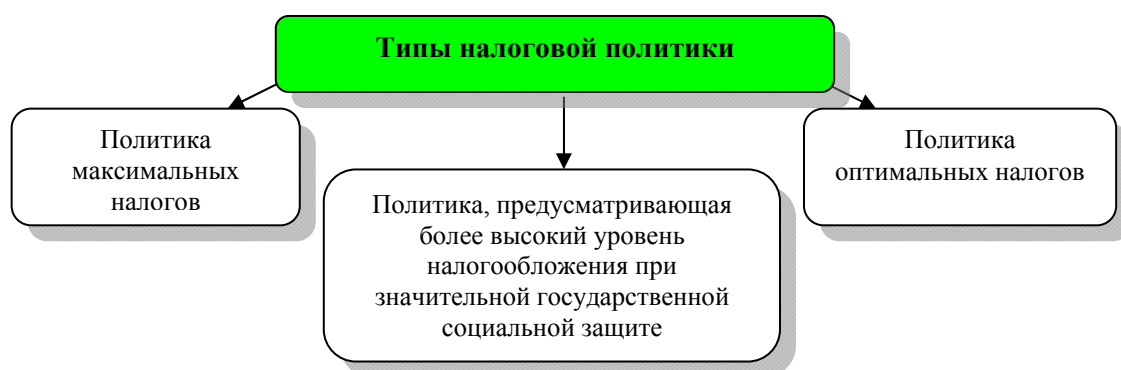 Типы налоговой политики
Политика
максимальных
налогов
Политика, предусматривающая
более высокий уровень
налогообложения при
значительной государственной
социальной защите
Политика
оптимальных налогов